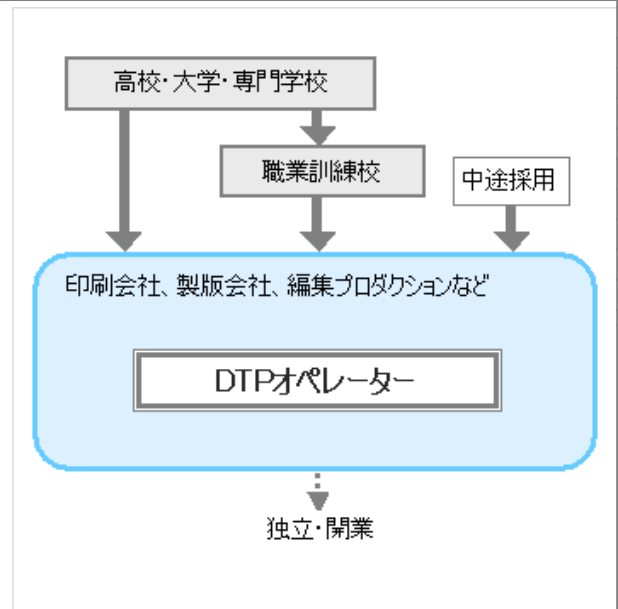 高校・大学・専門学校
職業訓練校
中途採用
印刷会社、製版会社、編集プロダクションなど
DTPオペレーター
独立・開業